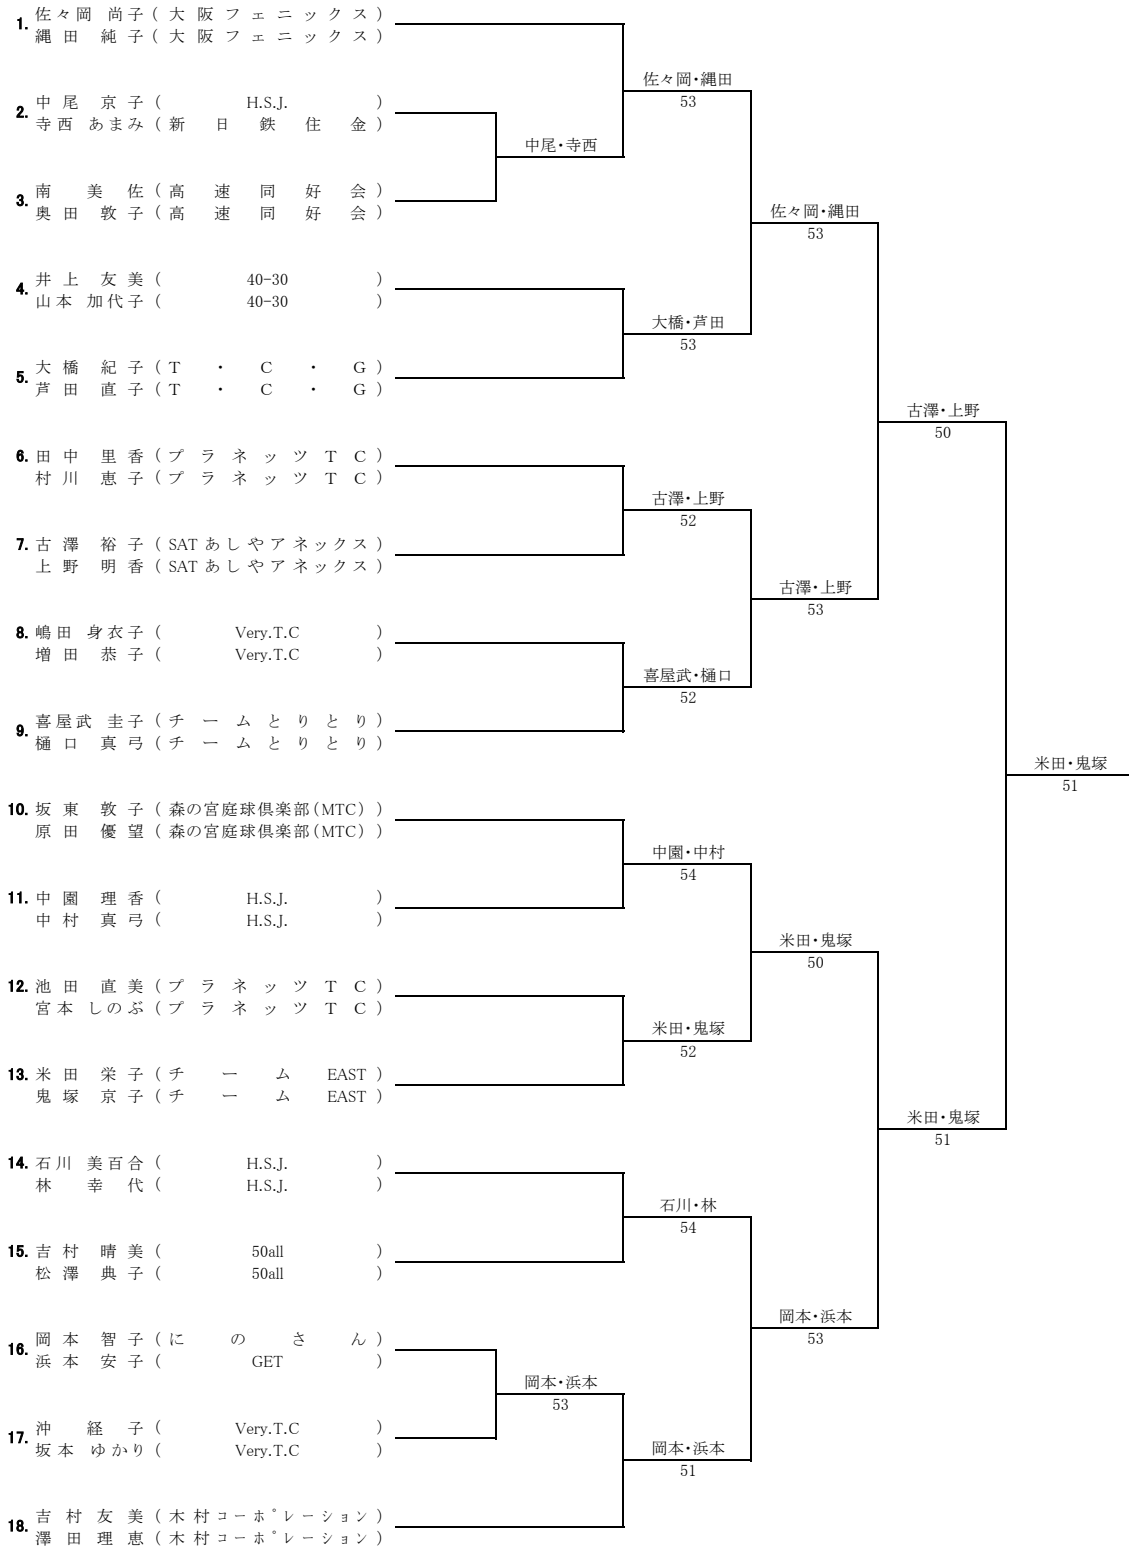 1. 佐々岡 尚子 ( 大阪フェニックス )
縄田 純子 ( 大阪フェニックス )
佐々岡・縄田
53
2. 中尾 京子 ( H.S.J. )
寺西 あまみ ( 新日鉄住金 )
中尾・寺西
3. 南 美佐 ( 高速同好会 )
奥田 敦子 ( 高速同好会 )
佐々岡・縄田
53
4. 井上 友美 ( 40-30 )
山本 加代子 ( 40-30 )
大橋・芦田
53
5. 大橋 紀子 ( T・C・G )
芦田 直子 ( T・C・G )
古澤・上野
50
6. 田中 里香 ( プラネッツTC )
村川 恵子 ( プラネッツTC )
古澤・上野
52
7. 古澤 裕子 ( SATあしやアネックス )
上野 明香 ( SATあしやアネックス )
古澤・上野
53
8. 嶋田 身衣子 ( Very.T.C )
増田 恭子 ( Very.T.C )
喜屋武・樋口
52
9. 喜屋武 圭子 ( チームとりとり )
樋口 真弓 ( チームとりとり )
米田・鬼塚
51
10. 坂東 敦子 ( 森の宮庭球倶楽部(MTC) )
原田 優望 ( 森の宮庭球倶楽部(MTC) )
中園・中村
54
11. 中園 理香 ( H.S.J. )
中村 真弓 ( H.S.J. )
米田・鬼塚
50
12. 池田 直美 ( プラネッツTC )
宮本 しのぶ ( プラネッツTC )
米田・鬼塚
52
13. 米田 栄子 ( チームEAST )
鬼塚 京子 ( チームEAST )
米田・鬼塚
51
14. 石川 美百合 ( H.S.J. )
林 幸代 ( H.S.J. )
石川・林
54
15. 吉村 晴美 ( 50all )
松澤 典子 ( 50all )
岡本・浜本
53
16. 岡本 智子 ( にのさん )
浜本 安子 ( GET )
岡本・浜本
53
17. 沖 経子 ( Very.T.C )
坂本 ゆかり ( Very.T.C )
岡本・浜本
51
18. 吉村 友美 ( 木村コーポレーション )
澤田 理恵 ( 木村コーポレーション )